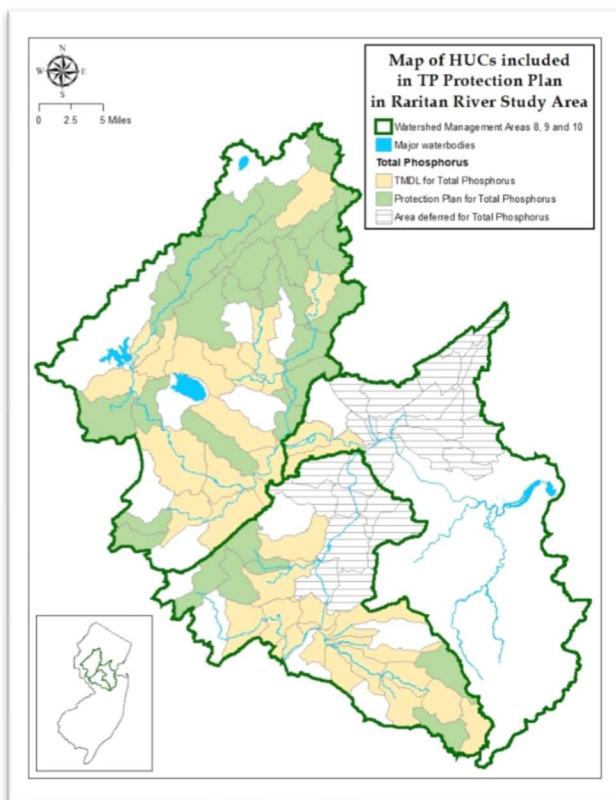 N
W E
S
0 2.5 5 Miles
Map of HUCs included
in TP Protection Plan
in Raritan River Study Area
Watershed Management Areas 8, 9 and 10
Major waterbodies
Total Phosphorus
TMDL for Total Phosphorus
Protection Plan for Total Phosphorus
Area deferred for Total Phosphorus